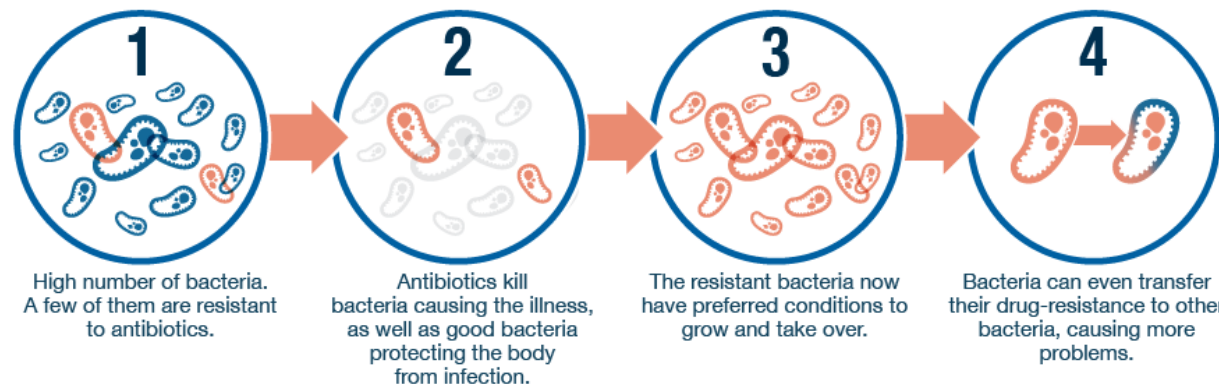 1
High number of bacteria.
A few of them are resistant
to antibiotics.
2
Antibiotics kill
bacteria causing the illness,
as well as good bacteria
protecting the body
from infection.
3
The resistant bacteria now
have preferred conditions to
grow and take over.
4
Bacteria can even transfer
their drug-resistance to other
bacteria, causing more
problems.